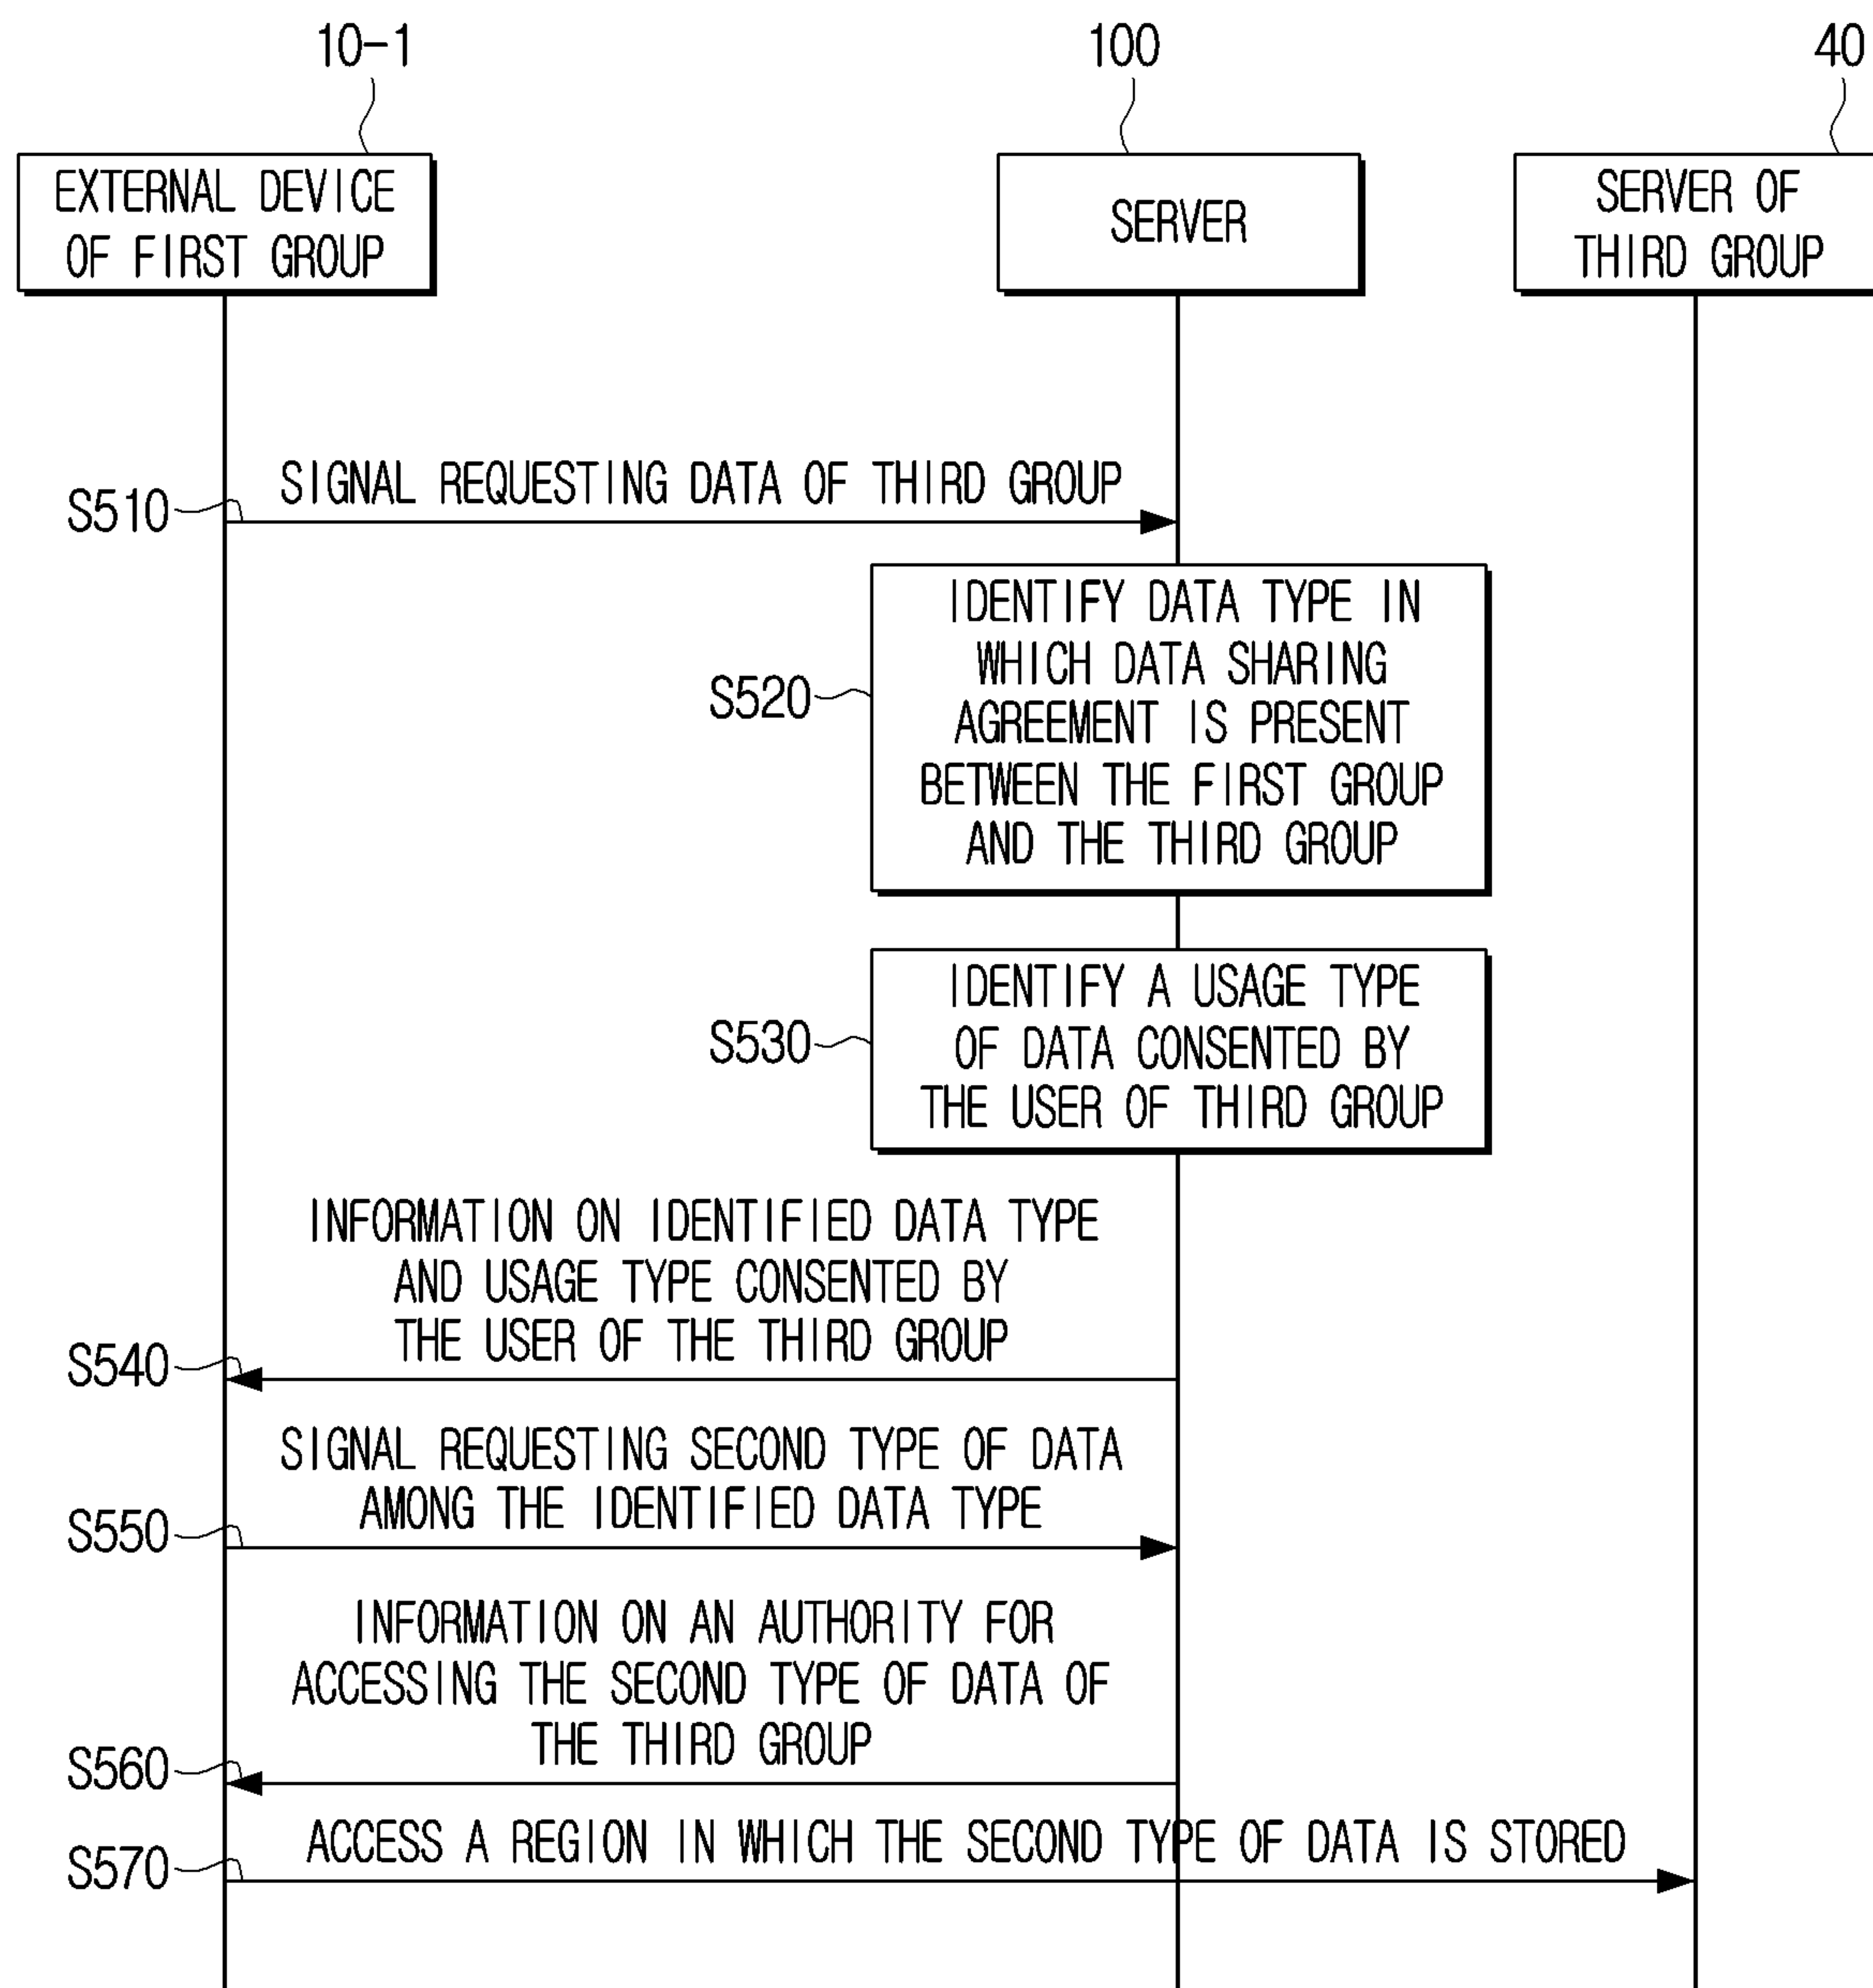 10-1
100
40
EXTERNAL DEVICE
OF FIRST GROUP
SERVER
SERVER OF
THIRD GROUP
SIGNAL REQUESTING DATA OF THIRD GROUP
S510
IDENTIFY DATA TYPE IN
WHICH DATA SHARING
AGREEMENT IS PRESENT
BETWEEN THE FIRST GROUP
AND THE THIRD GROUP
S520
IDENTIFY A USAGE TYPE
OF DATA CONSENTED BY
THE USER OF THIRD GROUP
S530
INFORMATION ON IDENTIFIED DATA TYPE
AND USAGE TYPE CONSENTED BY
THE USER OF THE THIRD GROUP
S540
SIGNAL REQUESTING SECOND TYPE OF DATA
AMONG THE IDENTIFIED DATA TYPE
S550
INFORMATION ON AN AUTHORITY FOR
ACCESSING THE SECOND TYPE OF DATA OF
THE THIRD GROUP
S560
ACCESS A REGION IN WHICH THE SECOND TYPE OF DATA IS STORED
S570